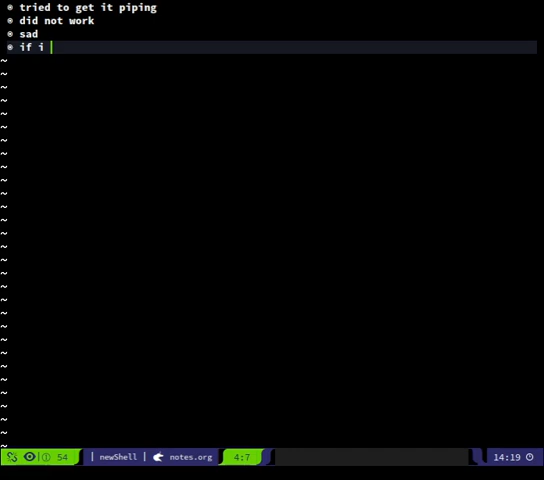 tried to get it piping
did not work
sad
if i
54 | newShell | notes.org 4:7 14:19